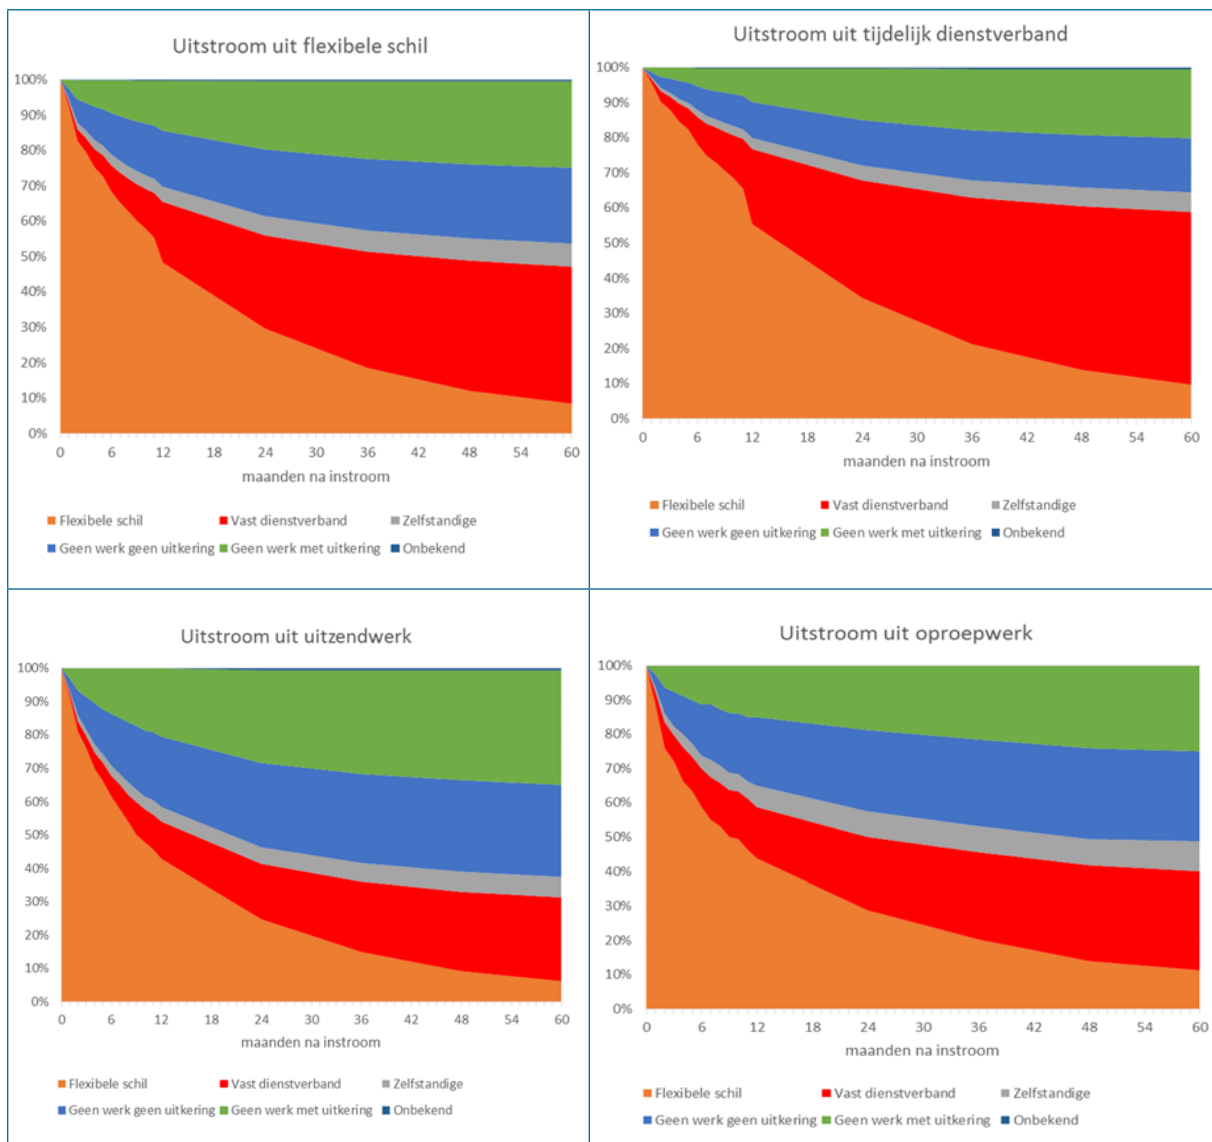 Uitstroom uit flexibele schil
100%
90%
80%
70%
60%
50%
40%
30%
20%
10%
0%
0 6 12 18 24 30 36 42 48 54 60
maanden na instroom
Flexibele schil Vast dienstverband Zelfstandige
Geen werk geen uitkering Geen werk met uitkering Onbekend
Uitstroom uit tijdelijk dienstverband
100%
90%
80%
70%
60%
50%
40%
30%
20%
10%
0%
0 6 12 18 24 30 36 42 48 54 60
maanden na instroom
Flexibele schil Vast dienstverband Zelfstandige
Geen werk geen uitkering Geen werk met uitkering Onbekend
Uitstroom uit uitzendwerk
100%
90%
80%
70%
60%
50%
40%
30%
20%
10%
0%
0 6 12 18 24 30 36 42 48 54 60
maanden na instroom
Flexibele schil Vast dienstverband Zelfstandige
Geen werk geen uitkering Geen werk met uitkering Onbekend
Uitstroom uit oproepwerk
100%
90%
80%
70%
60%
50%
40%
30%
20%
10%
0%
0 6 12 18 24 30 36 42 48 54 60
maanden na instroom
Flexibele schil Vast dienstverband Zelfstandige
Geen werk geen uitkering Geen werk met uitkering Onbekend